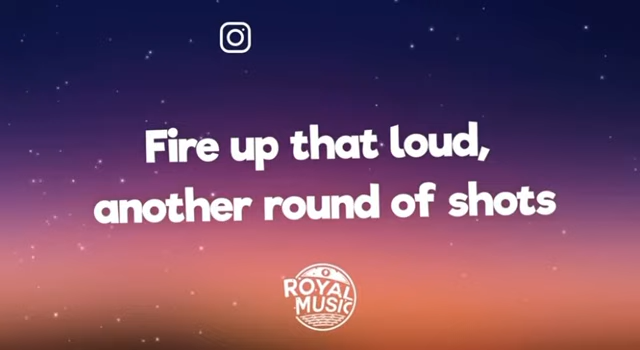 Fire up that loud,
another round of shots
ROYAL
MUSIC